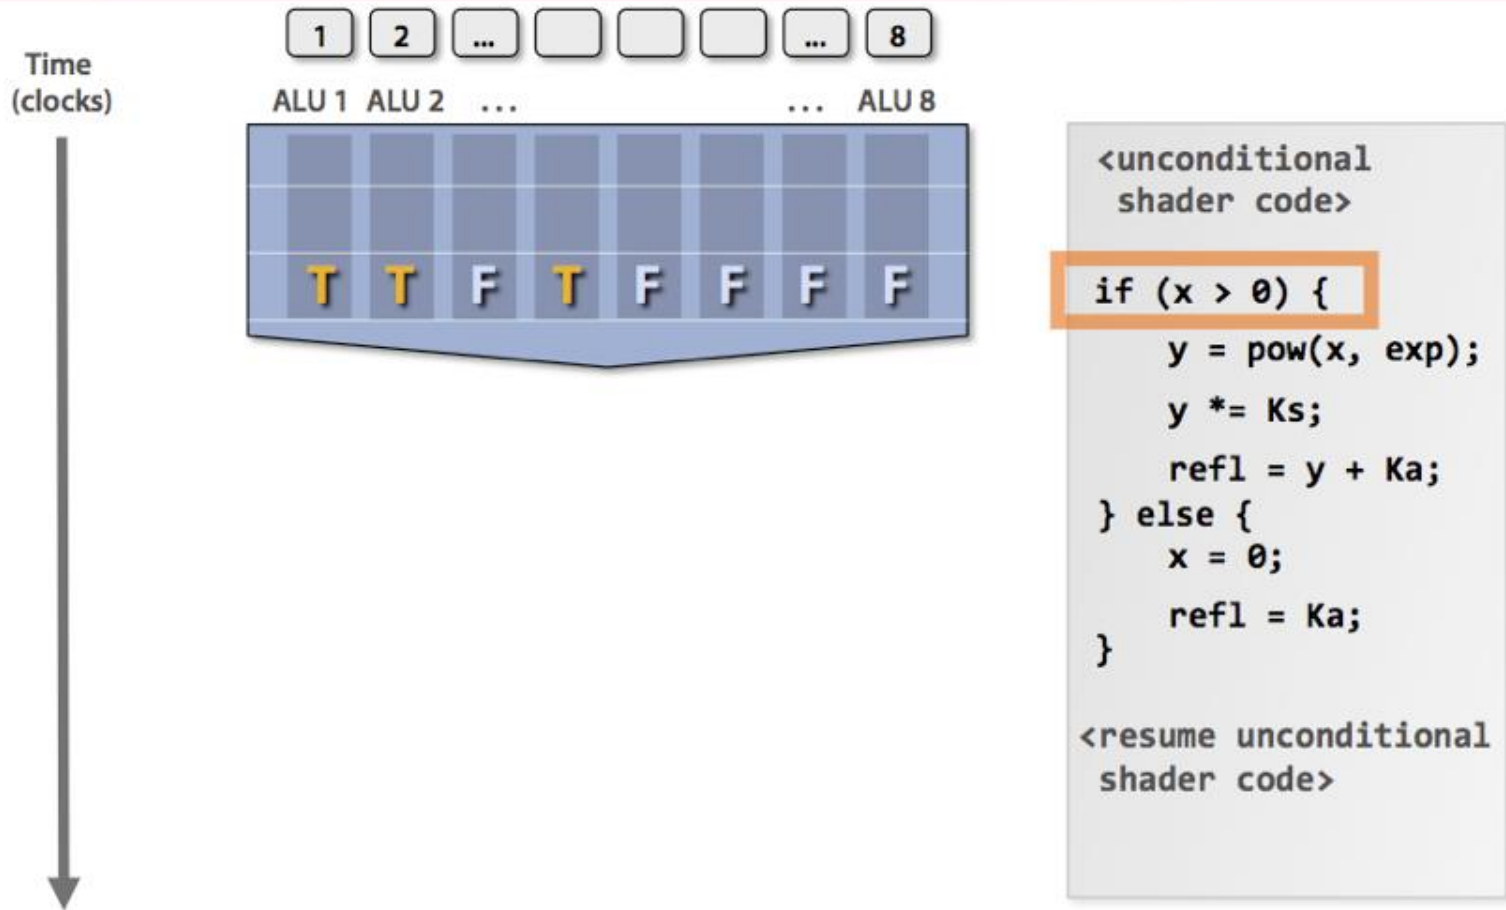 1 2 ... ... 8
Time
(clocks)
ALU 1 ALU 2 ... ... ALU 8
T T F T F F F F
<unconditional
shader code>
if (x > 0) {
y = pow(x, exp);
y *= Ks;
refl = y + Ka;
} else {
x = 0;
refl = Ka;
}
<resume unconditional
shader code>